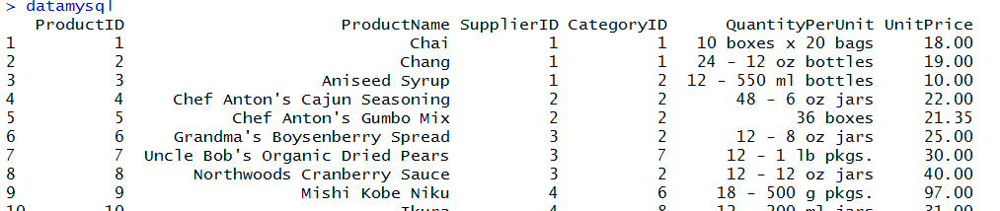 > datamysql
ProductID ProductName SupplierID CategoryID QuantityPerUnit UnitPrice
1 1 Chai 1 1 10 boxes x 20 bags 18.00
2 2 Chang 1 1 24 - 12 oz bottles 19.00
3 3 Aniseed Syrup 1 2 12 - 550 ml bottles 10.00
4 4 Chef Anton's Cajun Seasoning 2 2 48 - 6 oz jars 22.00
5 5 Chef Anton's Gumbo Mix 2 2 36 boxes 21.35
6 6 Grandma's Boysenberry Spread 3 2 12 - 8 oz jars 25.00
7 7 Uncle Bob's Organic Dried Pears 3 7 12 - 1 lb pkgs. 30.00
8 8 Northwoods Cranberry Sauce 3 2 12 - 12 oz jars 40.00
9 9 Mishi Kobe Niku 4 6 18 - 500 g pkgs. 97.00
10 10 Ikura 4 8 12 - 200 ml jars 31.00